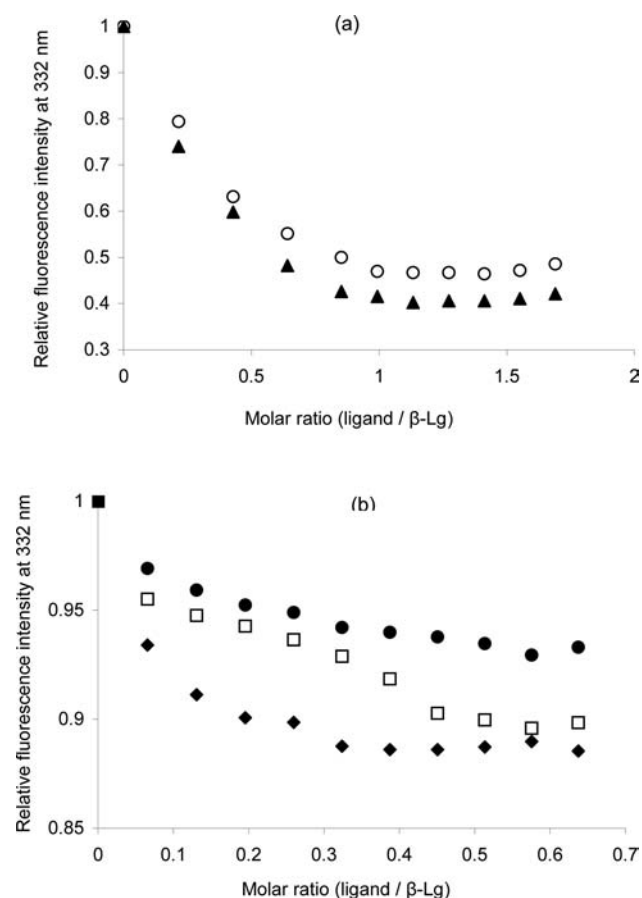 (a)
Relative fluorescence intensity at 332 nm
1
0.9
0.8
0.7
0.6
0.5
0.4
0.3
0 0.5 1 1.5 2
Molar ratio (ligand / β-Lg)
(b)
Relative fluorescence intensity at 332 nm
1
0.95
0.9
0.85
0 0.1 0.2 0.3 0.4 0.5 0.6 0.7
Molar ratio (ligand / β-Lg)